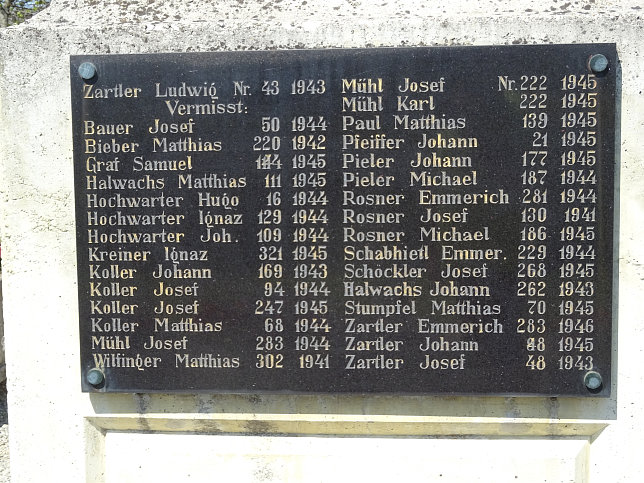 Zartler Ludwig Nr. 43 1943
Vermisst:
Bauer Josef 50 1944
Bieber Matthias 220 1942
Graf Samuel 1945
Halwachs Matthias 111 1945
Hochwarter Hugo 16 1944
Hochwarter Ignaz 129 1944
Hochwarter Joh. 109 1944
Kreiner Ignaz 321 1945
Koller Johann 169 1943
Koller Josef 94 1944
Koller Josef 247 1945
Koller Matthias 68 1944
Mühl Josef 283 1944
Wilfinger Matthias 302 1941
Mühl Josef Nr. 222 1945
Mühl Karl 222 1945
Paul Matthias 139 1945
Pfeiffer Johann 21 1945
Pieler Johann 177 1945
Pieler Michael 187 1944
Rosner Emmerich 281 1944
Rosner Josef 130 1941
Rosner Michael 186 1945
Schabhietl Emmer. 229 1944
Schöckler Josef 268 1945
Halwachs Johann 262 1943
Stumpfel Matthias 70 1945
Zartler Emmerich 283 1946
Zartler Johann 48 1945
Zartler Josef 48 1943